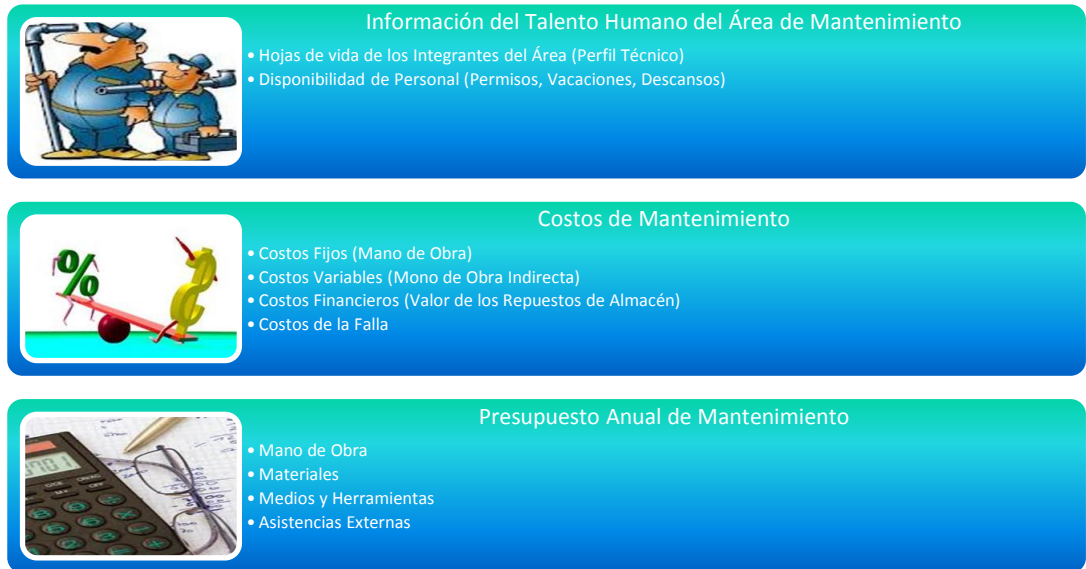 Información del Talento Humano del Área de Mantenimiento
• Hojas de vida de los Integrantes del Área (Perfil Técnico)
• Disponibilidad de Personal (Permisos, Vacaciones, Descansos)
Costos de Mantenimiento
%
$
• Costos Fijos (Mano de Obra)
• Costos Variables (Mono de Obra Indirecta)
• Costos Financieros (Valor de los Repuestos de Almacén)
• Costos de la Falla
Presupuesto Anual de Mantenimiento
• Mano de Obra
• Materiales
• Medios y Herramientas
• Asistencias Externas